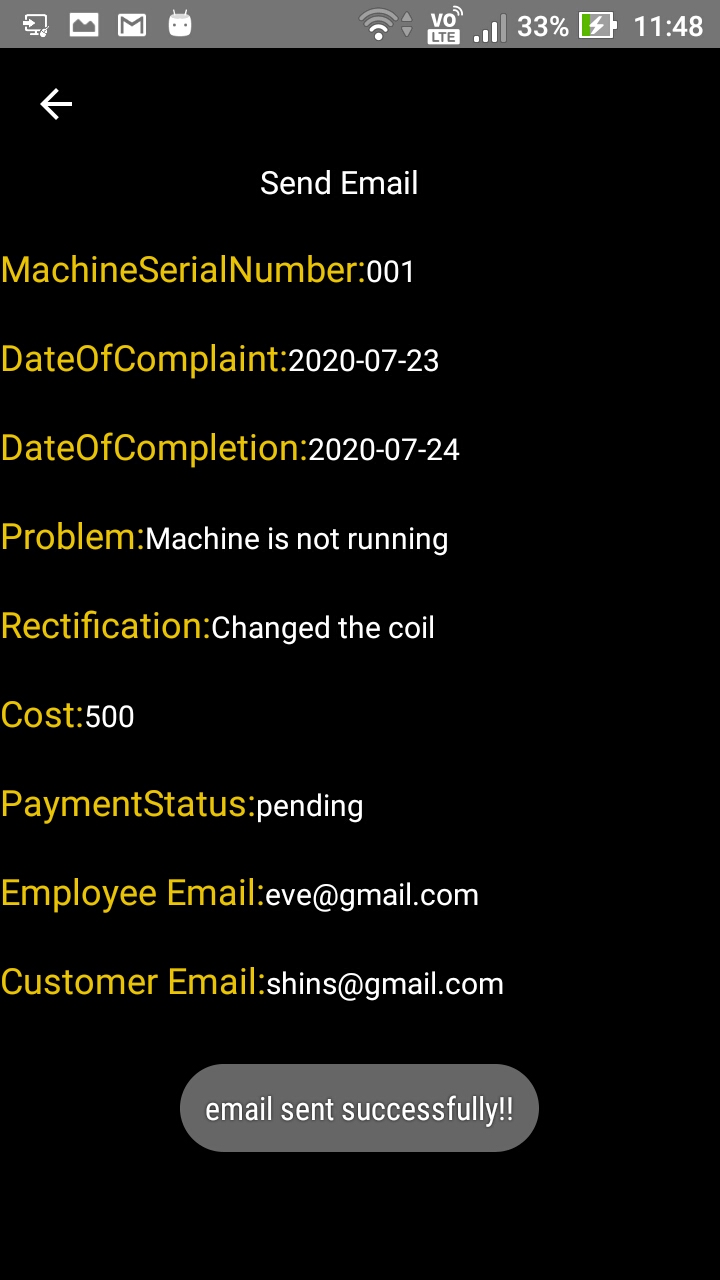 VO LTE 33% 11:48
Send Email
MachineSerialNumber:001
DateOfComplaint:2020-07-23
DateOfCompletion:2020-07-24
Problem:Machine is not running
Rectification:Changed the coil
Cost:500
PaymentStatus:pending
Employee Email:eve@gmail.com
Customer Email:shins@gmail.com
email sent successfully!!